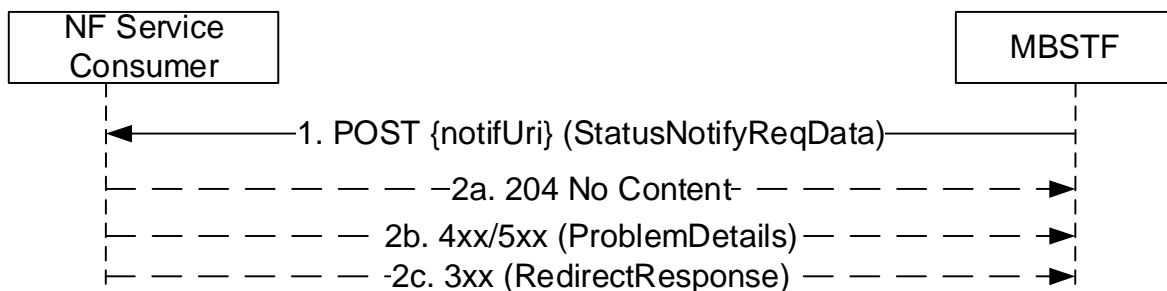 NF Service
Consumer
MBSTF
1. POST {notifUri} (StatusNotifyReqData)
2a. 204 No Content
2b. 4xx/5xx (ProblemDetails)
2c. 3xx (RedirectResponse)